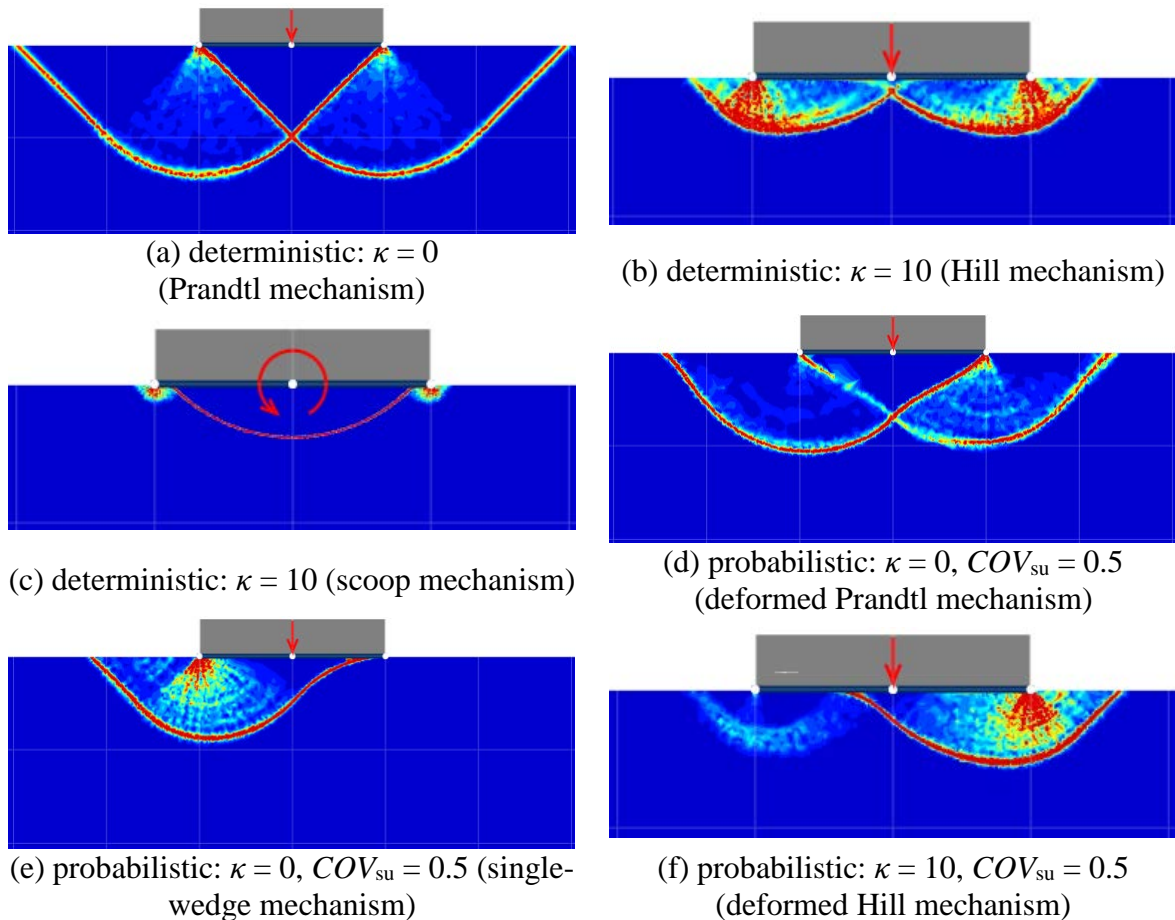 (a) deterministic: κ = 0
(Prandtl mechanism)
(b) deterministic: κ = 10 (Hill mechanism)
(c) deterministic: κ = 10 (scoop mechanism)
(d) probabilistic: κ = 0, COVsu = 0.5
(deformed Prandtl mechanism)
(e) probabilistic: κ = 0, COVsu = 0.5 (single-
wedge mechanism)
(f) probabilistic: κ = 10, COVsu = 0.5
(deformed Hill mechanism)